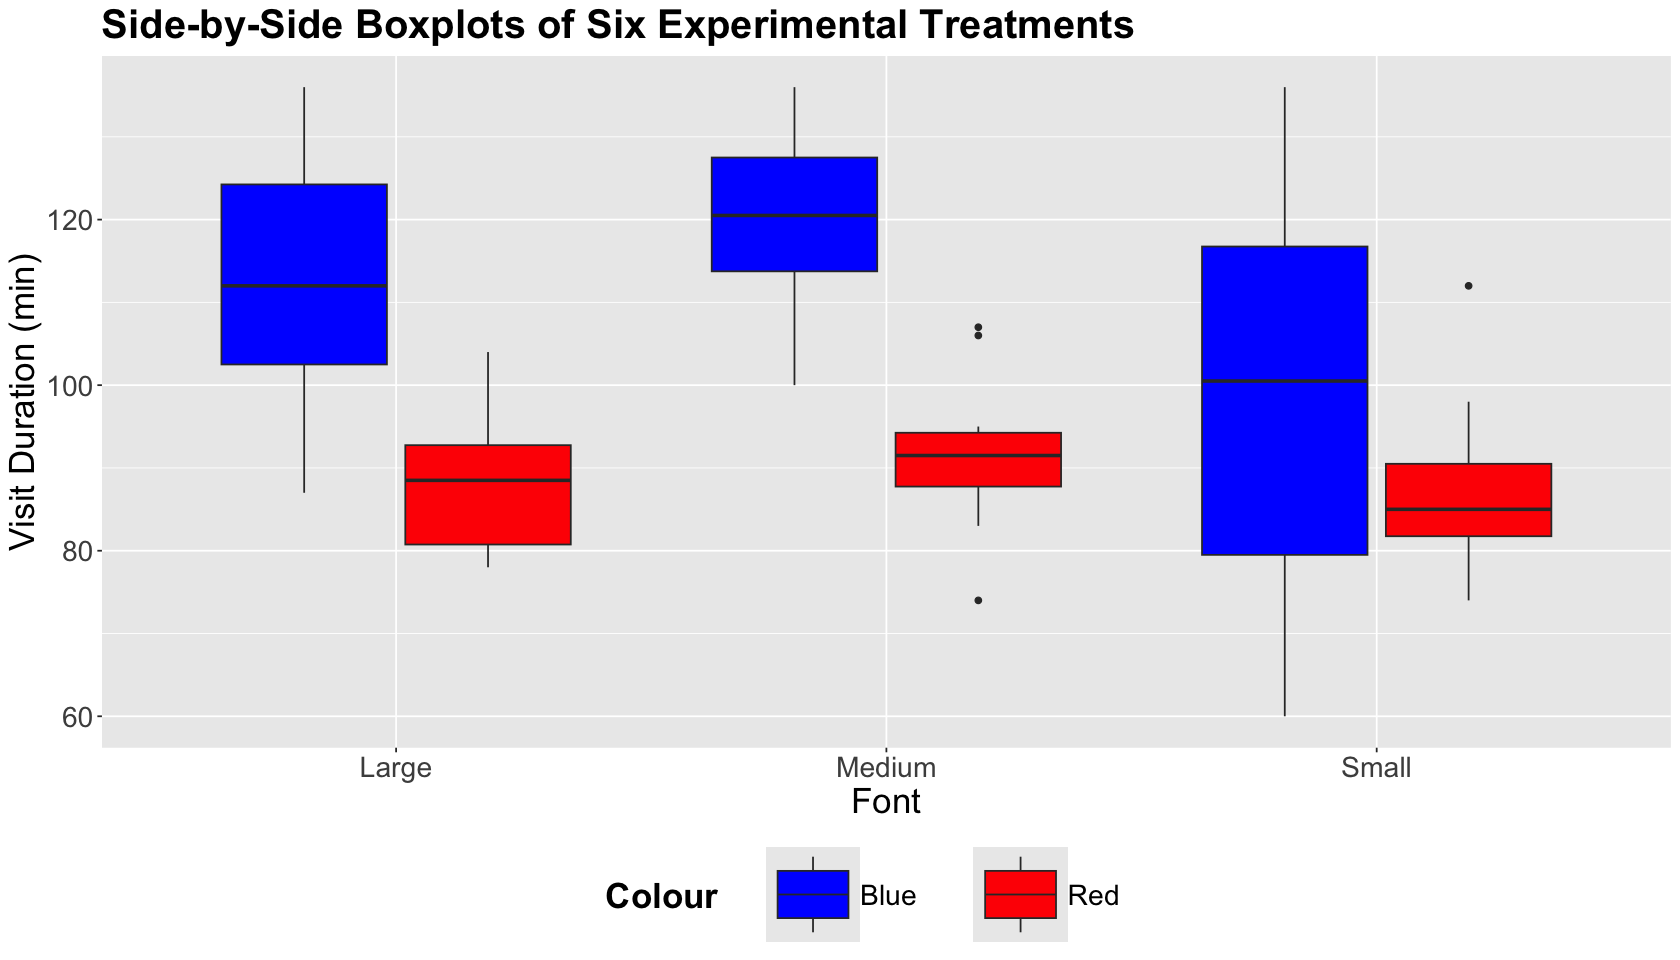 Side-by-Side Boxplots of Six Experimental Treatments
Visit Duration (min)
120
100
80
60
Large Medium Small
Font
Colour Blue Red